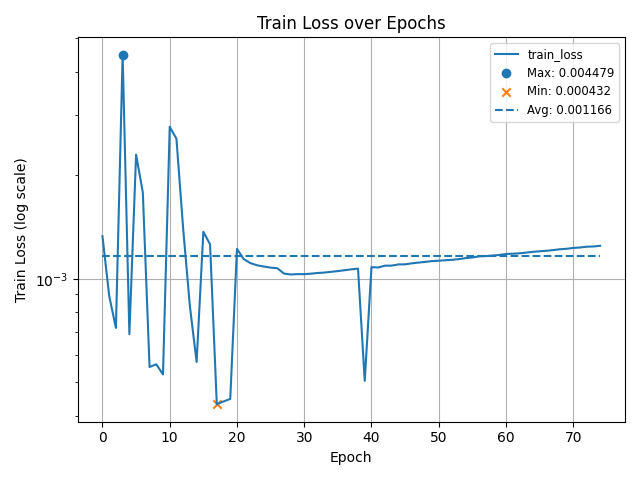 Train Loss over Epochs
train_loss
Max: 0.004479
Min: 0.000432
Avg: 0.001166
Train Loss (log scale)
10⁻³
0 10 20 30 40 50 60 70
Epoch